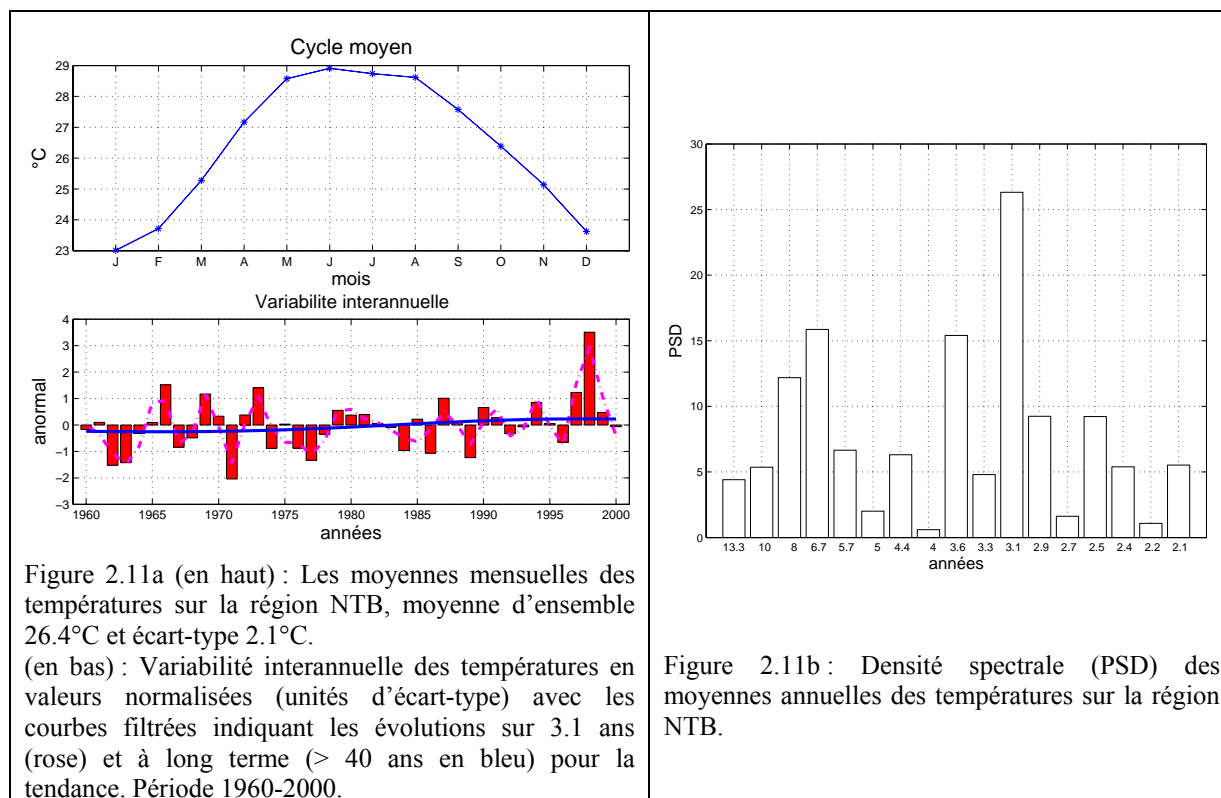 Cycle moyen
29
28
27
26
25
24
23
°C
J F M A M J J A S O N D
mois
Variabilite interannuelle
4
3
2
1
0
−1
−2
−3
anormal
1960 1965 1970 1975 1980 1985 1990 1995 2000
années
Figure 2.11a (en haut) : Les moyennes mensuelles des
températures sur la région NTB, moyenne d’ensemble
26.4°C et écart-type 2.1°C.
(en bas) : Variabilité interannuelle des températures en
valeurs normalisées (unités d’écart-type) avec les
courbes filtrées indiquant les évolutions sur 3.1 ans
(rose) et à long terme (> 40 ans en bleu) pour la
tendance. Période 1960-2000.
30
25
20
15
10
5
0
PSD
13.3 10 8 6.7 5.7 5 4.4 4 3.6 3.3 3.1 2.9 2.7 2.5 2.4 2.2 2.1
années
Figure 2.11b : Densité spectrale (PSD) des
moyennes annuelles des températures sur la région
NTB.